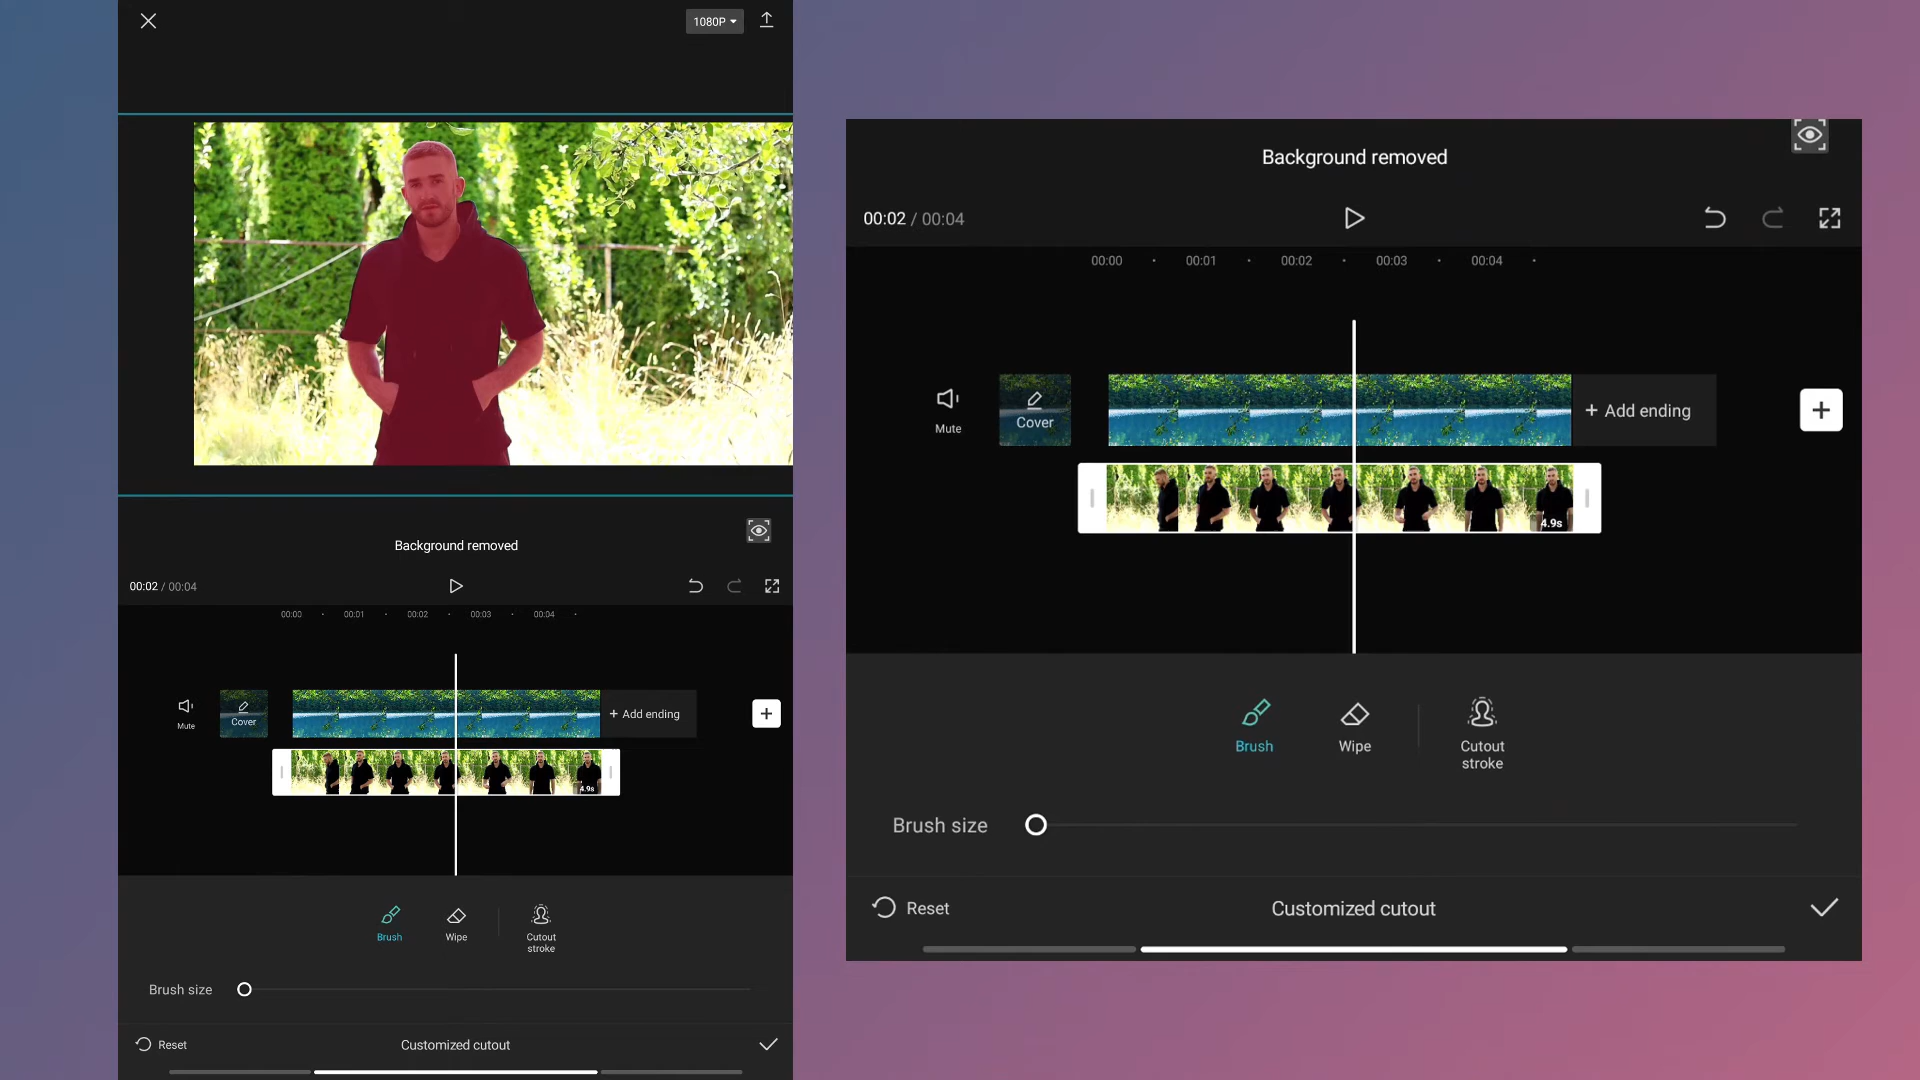 1080P
Background removed
00:02 / 00:04
00:00 00:01 00:02 00:03 00:04
Mute
Cover
+ Add ending
4.9s
Brush
Wipe
Cutout
stroke
Brush size
Reset
Customized cutout
Background removed
00:02 / 00:04
00:00 00:01 00:02 00:03 00:04
Mute
Cover
+ Add ending
4.9s
Brush
Wipe
Cutout
stroke
Brush size
Reset
Customized cutout